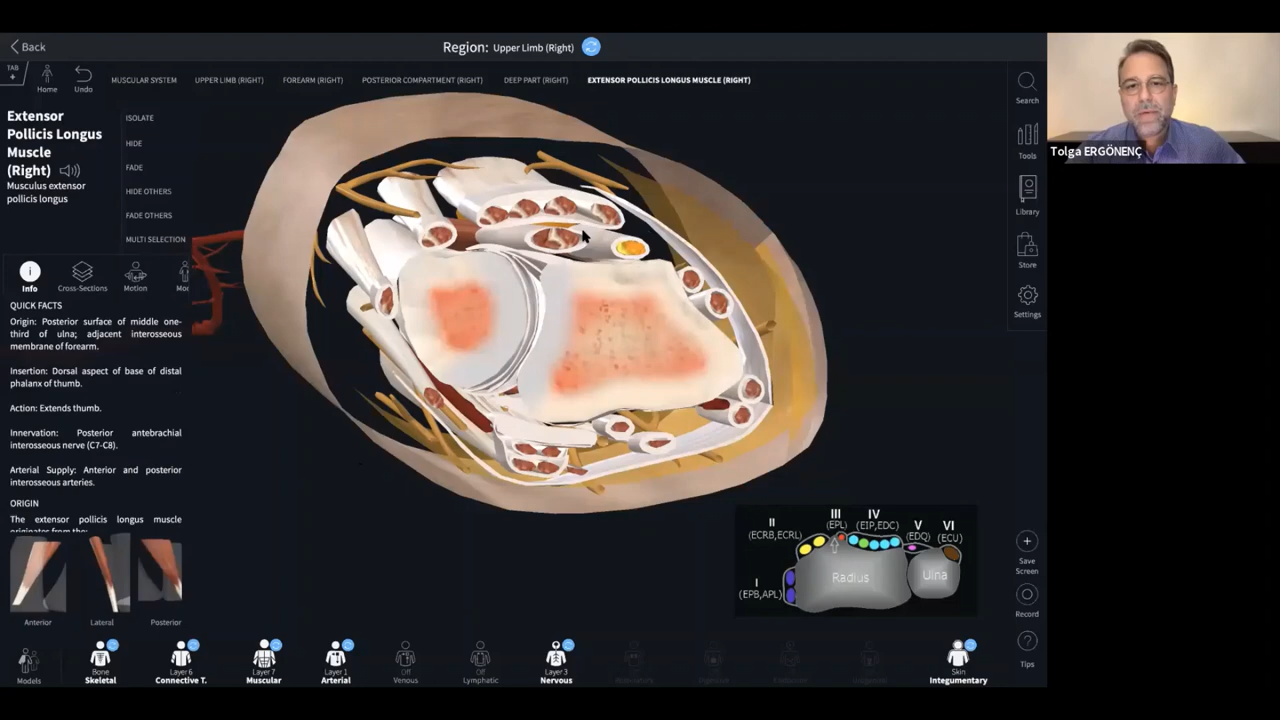 Back
Region: Upper Limb (Right)
TAB
+
Home
Undo
MUSCULAR SYSTEM
UPPER LIMB (RIGHT)
FOREARM (RIGHT)
POSTERIOR COMPARTMENT (RIGHT)
DEEP PART (RIGHT)
EXTENSOR POLLICIS LONGUS MUSCLE (RIGHT)
Extensor
Pollicis Longus
Muscle
(Right)
Musculus extensor
pollicis longus
ISOLATE
HIDE
FADE
HIDE OTHERS
FADE OTHERS
MULTI SELECTION
Info
Cross-Sections
Motion
QUICK FACTS
Origin: Posterior surface of middle one-
third of ulna; adjacent interosseous
membrane of forearm.
Insertion: Dorsal aspect of base of distal
phalanx of thumb.
Action: Extends thumb.
Innervation: Posterior antebrachial
interosseous nerve (C7-C8).
Arterial Supply: Anterior and posterior
interosseous arteries.
ORIGIN
The extensor pollicis longus muscle
Anterior
Lateral
Posterior
Search
Tools
Library
Store
Settings
Save
Screen
Record
Tips
Tolga ERGÖNENÇ
I
(EPB,APL)
II
(ECRB,ECRL)
III
(EPL)
IV
(EIP,EDC)
V
(EDQ)
VI
(ECU)
Radius
Ulna
Models
Bone
Skeletal
Layer 6
Connective T.
Layer 7
Muscular
Layer 1
Arterial
Off
Venous
Off
Lymphatic
Layer 3
Nervous
Skin
Integumentary